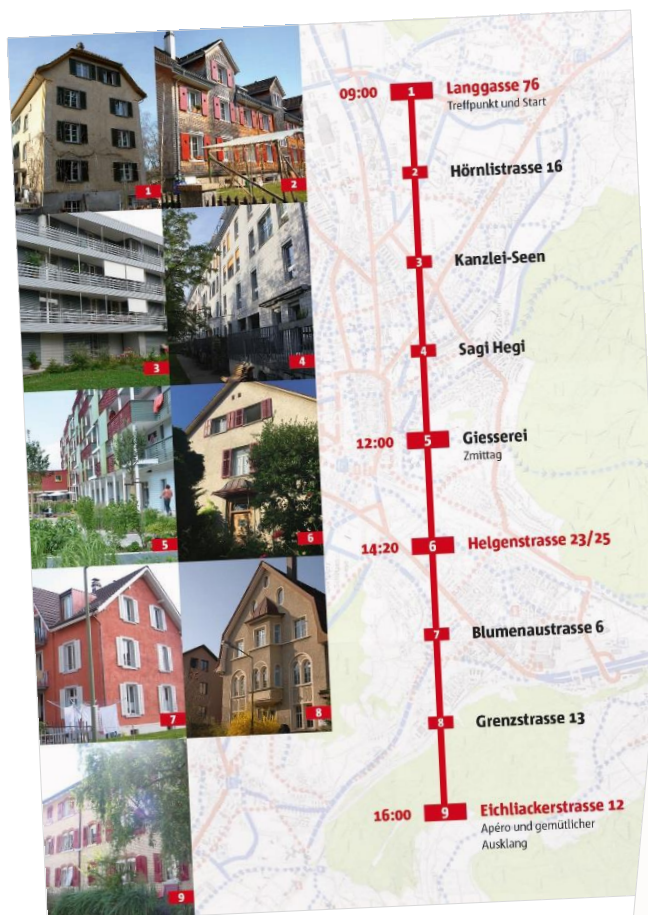 1
2
3
4
5
6
7
8
9
09:00 1 Langgasse 76
Treffpunkt und Start
2 Hörnlistrasse 16
3 Kanzlei-Seen
4 Sagi Hegi
12:00 5 Giesserei
Zmittag
14:20 6 Helgenstrasse 23/25
7 Blumenaustrasse 6
8 Grenzstrasse 13
16:00 9 Eichliackerstrasse 12
Apéro und gemütlicher
Ausklang